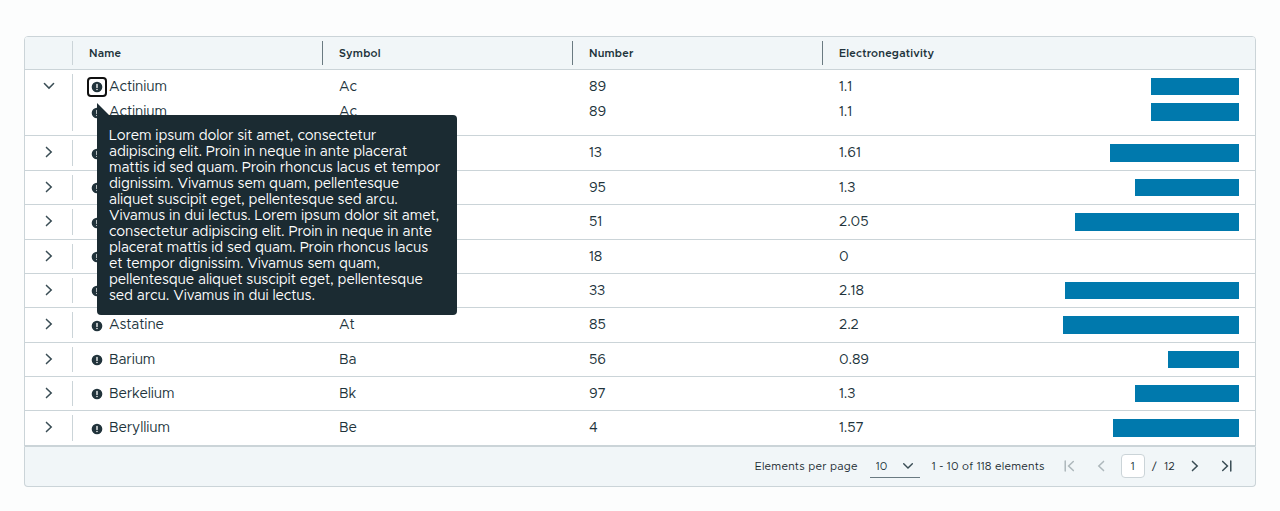 Name Symbol Number Electronegativity
Actinium Ac 89 1.1
Actinium Ac 89 1.1
Lorem ipsum dolor sit amet, consectetur
adipiscing elit. Proin in neque in ante placerat
mattis id sed quam. Proin rhoncus lacus et tempor
dignissim. Vivamus sem quam, pellentesque
aliquet suscipit eget, pellentesque sed arcu.
Vivamus in dui lectus. Lorem ipsum dolor sit amet,
consectetur adipiscing elit. Proin in neque in ante
placerat mattis id sed quam. Proin rhoncus lacus
et tempor dignissim. Vivamus sem quam,
pellentesque aliquet suscipit eget, pellentesque
sed arcu. Vivamus in dui lectus.
13 1.61
95 1.3
51 2.05
18 0
33 2.18
Astatine At 85 2.2
Barium Ba 56 0.89
Berkelium Bk 97 1.3
Beryllium Be 4 1.57
Elements per page 10 1 - 10 of 118 elements 1 / 12